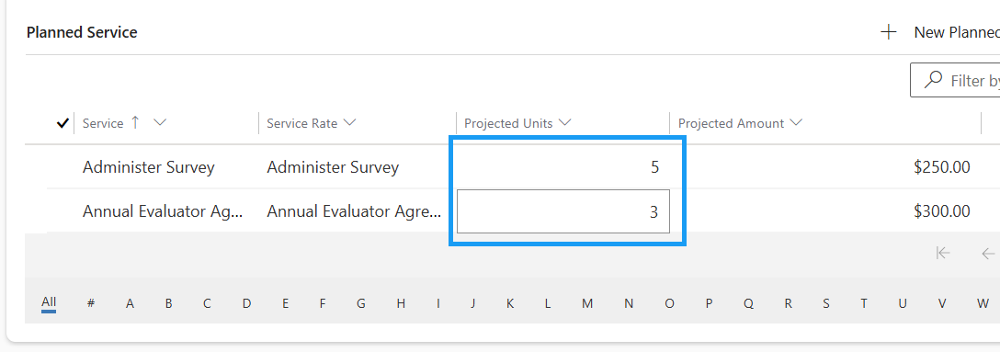 Planned Service
New Planned
Filter by
Service Service Rate Projected Units Projected Amount
Administer Survey Administer Survey 5 $250.00
Annual Evaluator Ag... Annual Evaluator Agre... 3 $300.00
All # A B C D E F G H I J K L M N O P Q R S T U V W